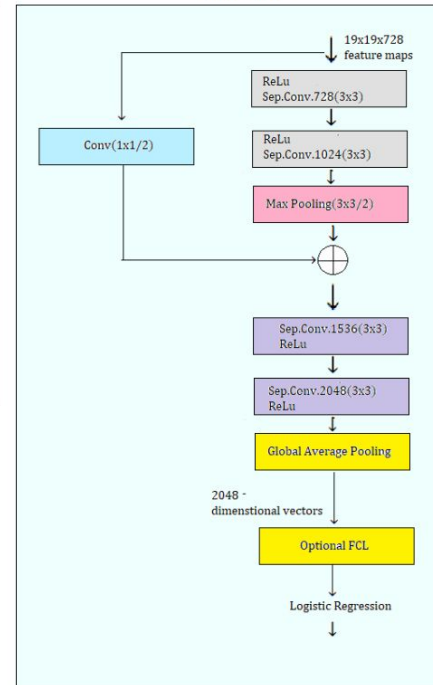 19x19x728
feature maps
ReLu
Sep.Conv.728(3x3)
Conv(1x1/2)
ReLu
Sep.Conv.1024(3x3)
Max Pooling(3x3/2)
Sep.Conv.1536(3x3)
ReLu
Sep.Conv.2048(3x3)
ReLu
Global Average Pooling
2048 -
dimenstional vectors
Optional FCL
Logistic Regression